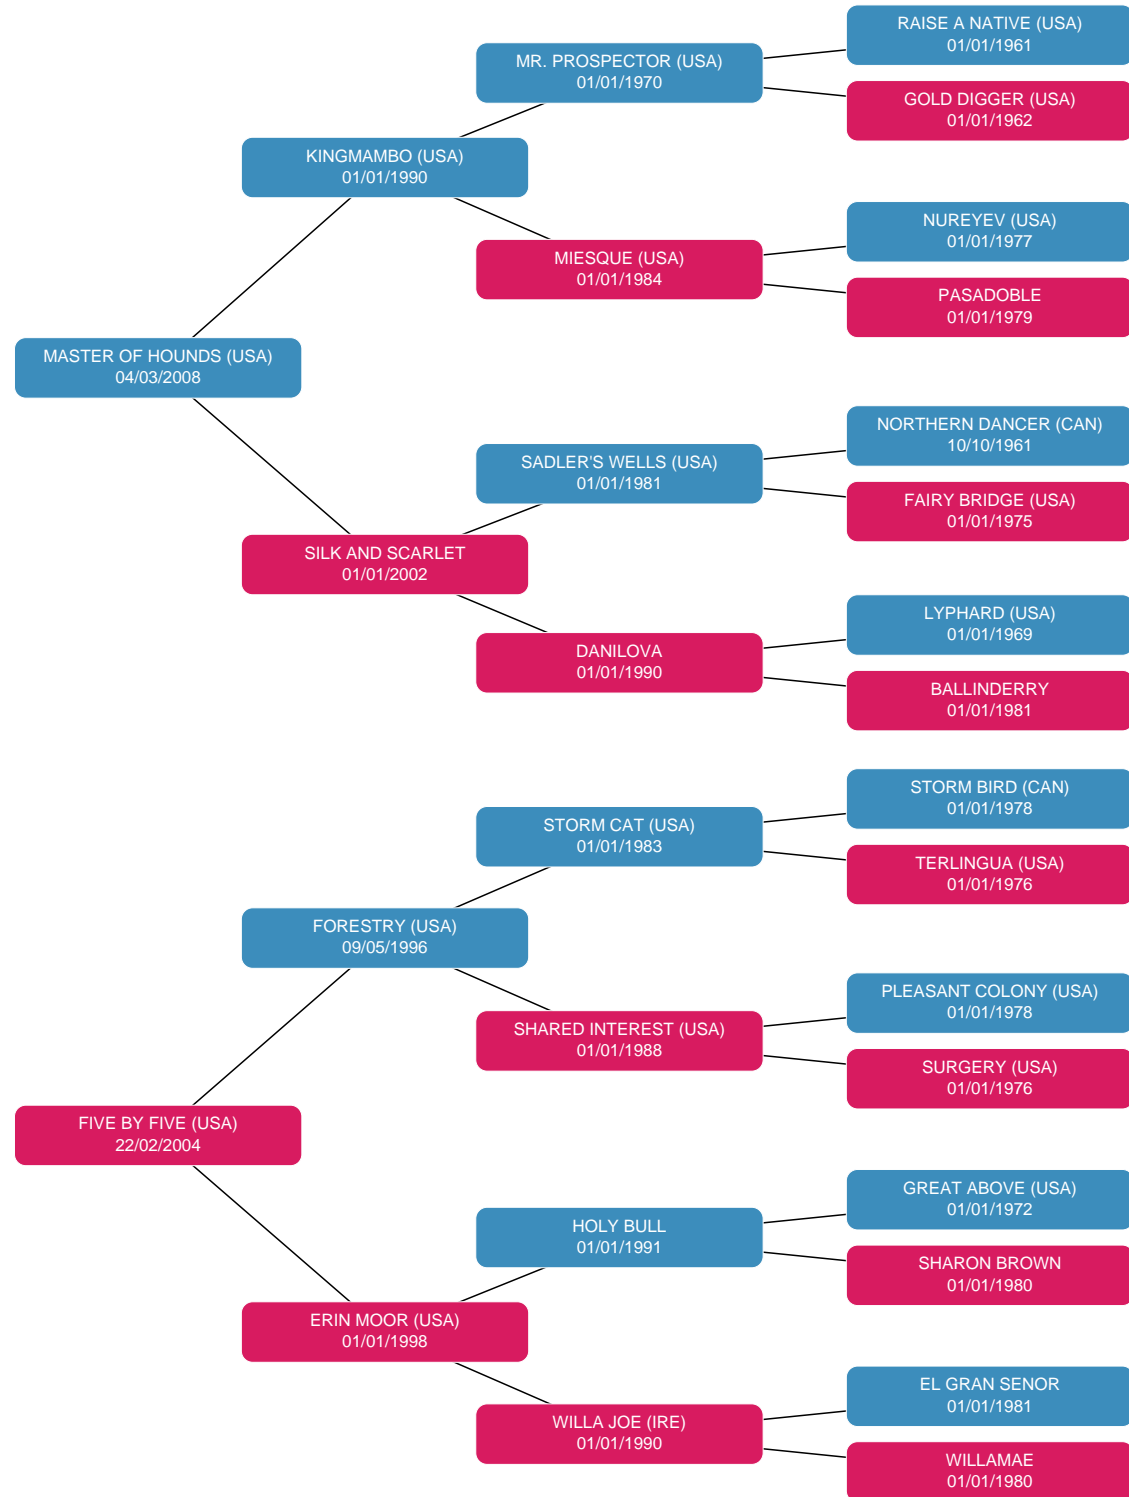 RAISE A NATIVE (USA)
01/01/1961
MR. PROSPECTOR (USA)
01/01/1970
GOLD DIGGER (USA)
01/01/1962
KINGMAMBO (USA)
01/01/1990
NUREYEV (USA)
01/01/1977
MIESQUE (USA)
01/01/1984
PASADOBLE
01/01/1979
MASTER OF HOUNDS (USA)
04/03/2008
NORTHERN DANCER (CAN)
10/10/1961
SADLER'S WELLS (USA)
01/01/1981
FAIRY BRIDGE (USA)
01/01/1975
SILK AND SCARLET
01/01/2002
LYPHARD (USA)
01/01/1969
DANILOVA
01/01/1990
BALLINDERRY
01/01/1981
STORM BIRD (CAN)
01/01/1978
STORM CAT (USA)
01/01/1983
TERLINGUA (USA)
01/01/1976
FORESTRY (USA)
09/05/1996
PLEASANT COLONY (USA)
01/01/1978
SHARED INTEREST (USA)
01/01/1988
SURGERY (USA)
01/01/1976
FIVE BY FIVE (USA)
22/02/2004
GREAT ABOVE (USA)
01/01/1972
HOLY BULL
01/01/1991
SHARON BROWN
01/01/1980
ERIN MOOR (USA)
01/01/1998
EL GRAN SENOR
01/01/1981
WILLA JOE (IRE)
01/01/1990
WILLAMAE
01/01/1980